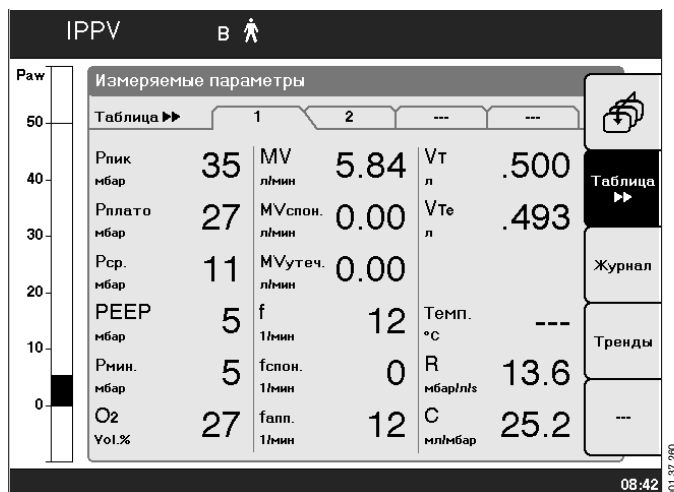 IPPV В
Paw
50
40
30
20
10
0
Измеряемые параметры
Таблица ▶▶ 1 2 --- ---
Pпик 35
мбар
Pплато 27
мбар
Pср. 11
мбар
PEEP 5
мбар
Pмин. 5
мбар
O2 27
Vol.%
MV 5.84
л/мин
MVспон. 0.00
л/мин
MVутеч. 0.00
л/мин
f 12
1/мин
fспон. 0
1/мин
fапп. 12
1/мин
VT .500
л
VTe .493
л
Темп. ---
°C
R 13.6
мбар/л/s
C 25.2
мл/мбар
Таблица
▶▶
Журнал
Тренды
---
08:42